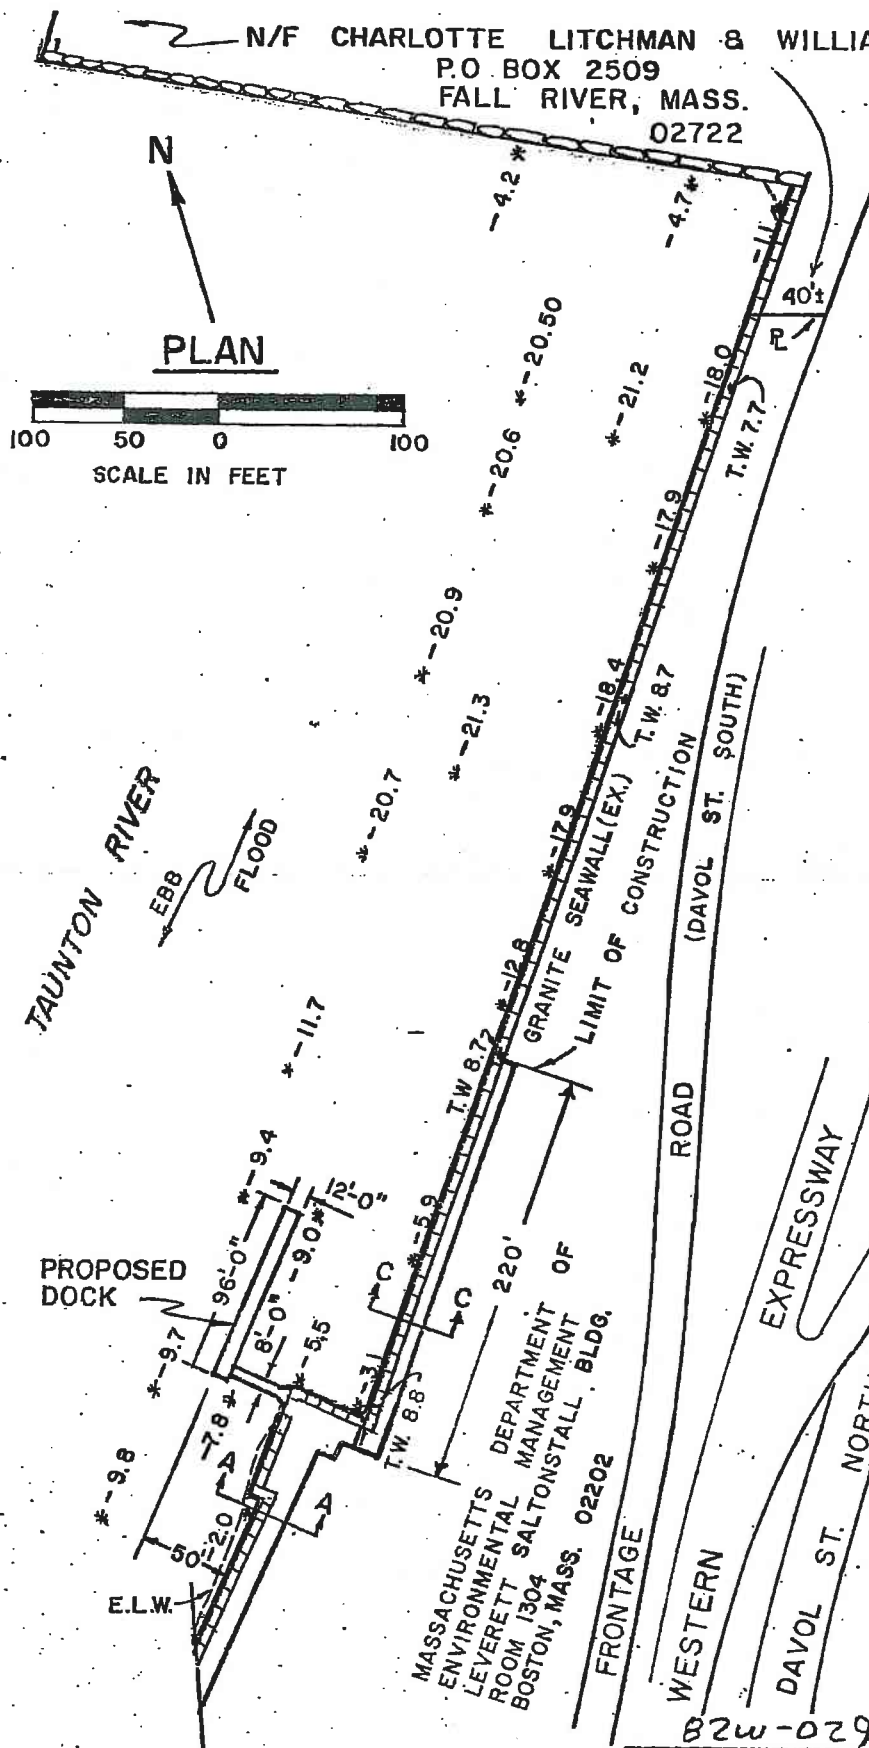 N/F CHARLOTTE LITCHMAN & WILLIA
P.O. BOX 2509
FALL RIVER, MASS.
02722
N
PLAN
100 50 0 100
SCALE IN FEET
-4.2
-4.7
40'±
PL
-20.50
-21.2
-18.0
T.W. 7.7
-20.6
-17.9
-20.9
-18.4
T.W. 8.7
-21.3
-20.7
-17.9
GRANITE SEAWALL (EX.)
LIMIT OF CONSTRUCTION
(DAVOL ST. SOUTH)
TAUNTON RIVER
EBB
FLOOD
-12.8
-11.7
T.W 8.7
ROAD
EXPRESSWAY
-9.4
12'-0"
96'-0"
-9.0
-5.9
PROPOSED
DOCK
8'-0"
C
C
220'
-5.5
-9.7
-3.1
T.W. 8.8
-7.8
-9.8
A
A
50'
-2.0
E.L.W.
MASSACHUSETTS DEPARTMENT OF
ENVIRONMENTAL MANAGEMENT
LEVERETT SALTONSTALL BLDG.
ROOM 1304
BOSTON, MASS. 02202
FRONTAGE
WESTERN
DAVOL ST. NORTH